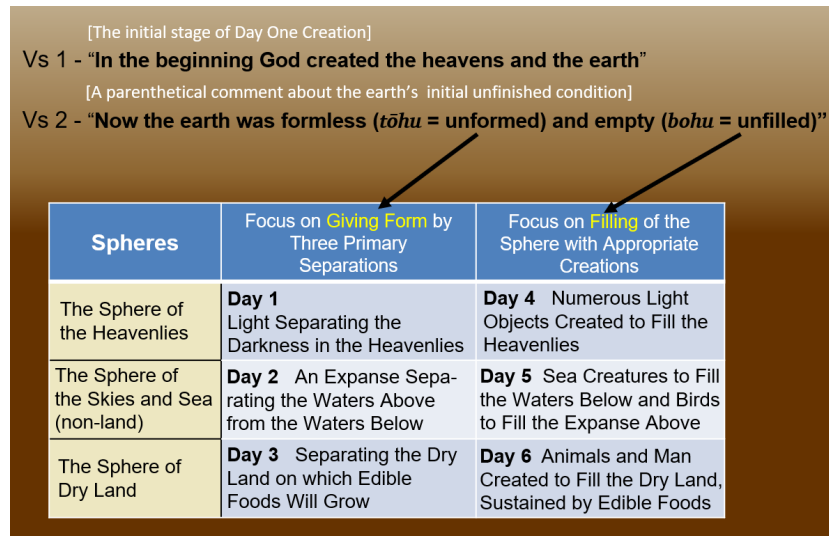 [The initial stage of Day One Creation]
Vs 1 - “In the beginning God created the heavens and the earth”
[A parenthetical comment about the earth’s initial unfinished condition]
Vs 2 - “Now the earth was formless (tōhu = unformed) and empty (bohu = unfilled)”
Spheres
Focus on Giving Form by
Three Primary
Separations
Focus on Filling of the
Sphere with Appropriate
Creations
The Sphere of
the Heavenlies
Day 1
Light Separating the
Darkness in the Heavenlies
Day 4 Numerous Light
Objects Created to Fill the
Heavenlies
The Sphere of
the Skies and Sea
(non-land)
Day 2 An Expanse Sepa-
rating the Waters Above
from the Waters Below
Day 5 Sea Creatures to Fill
the Waters Below and Birds
to Fill the Expanse Above
The Sphere of
Dry Land
Day 3 Separating the Dry
Land on which Edible
Foods Will Grow
Day 6 Animals and Man
Created to Fill the Dry Land,
Sustained by Edible Foods